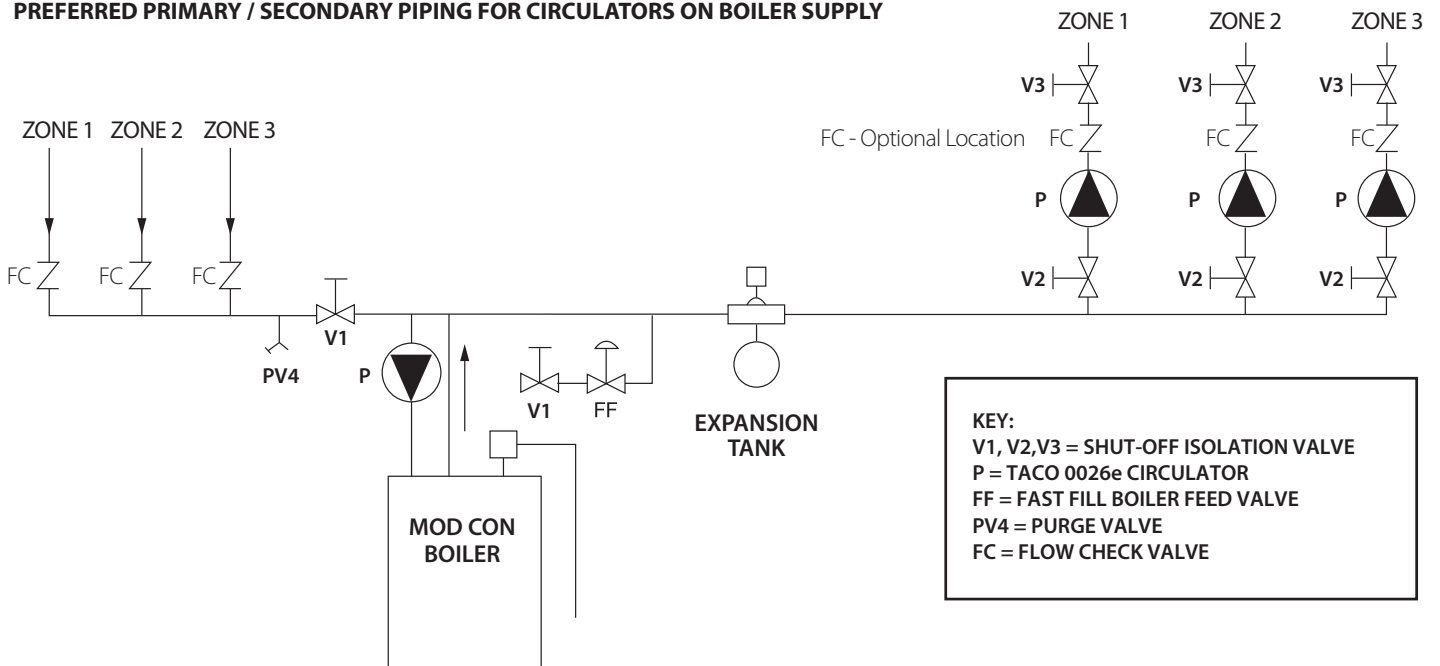 PREFERRED PRIMARY / SECONDARY PIPING FOR CIRCULATORS ON BOILER SUPPLY
ZONE 1 ZONE 2 ZONE 3
V3 V3 V3
FC - Optional Location FC FC FC
P P P
V2 V2 V2
ZONE 1 ZONE 2 ZONE 3
FC FC FC
V1
PV4
P
V1 FF
EXPANSION
TANK
MOD CON
BOILER
KEY:
V1, V2,V3 = SHUT-OFF ISOLATION VALVE
P = TACO 0026e CIRCULATOR
FF = FAST FILL BOILER FEED VALVE
PV4 = PURGE VALVE
FC = FLOW CHECK VALVE